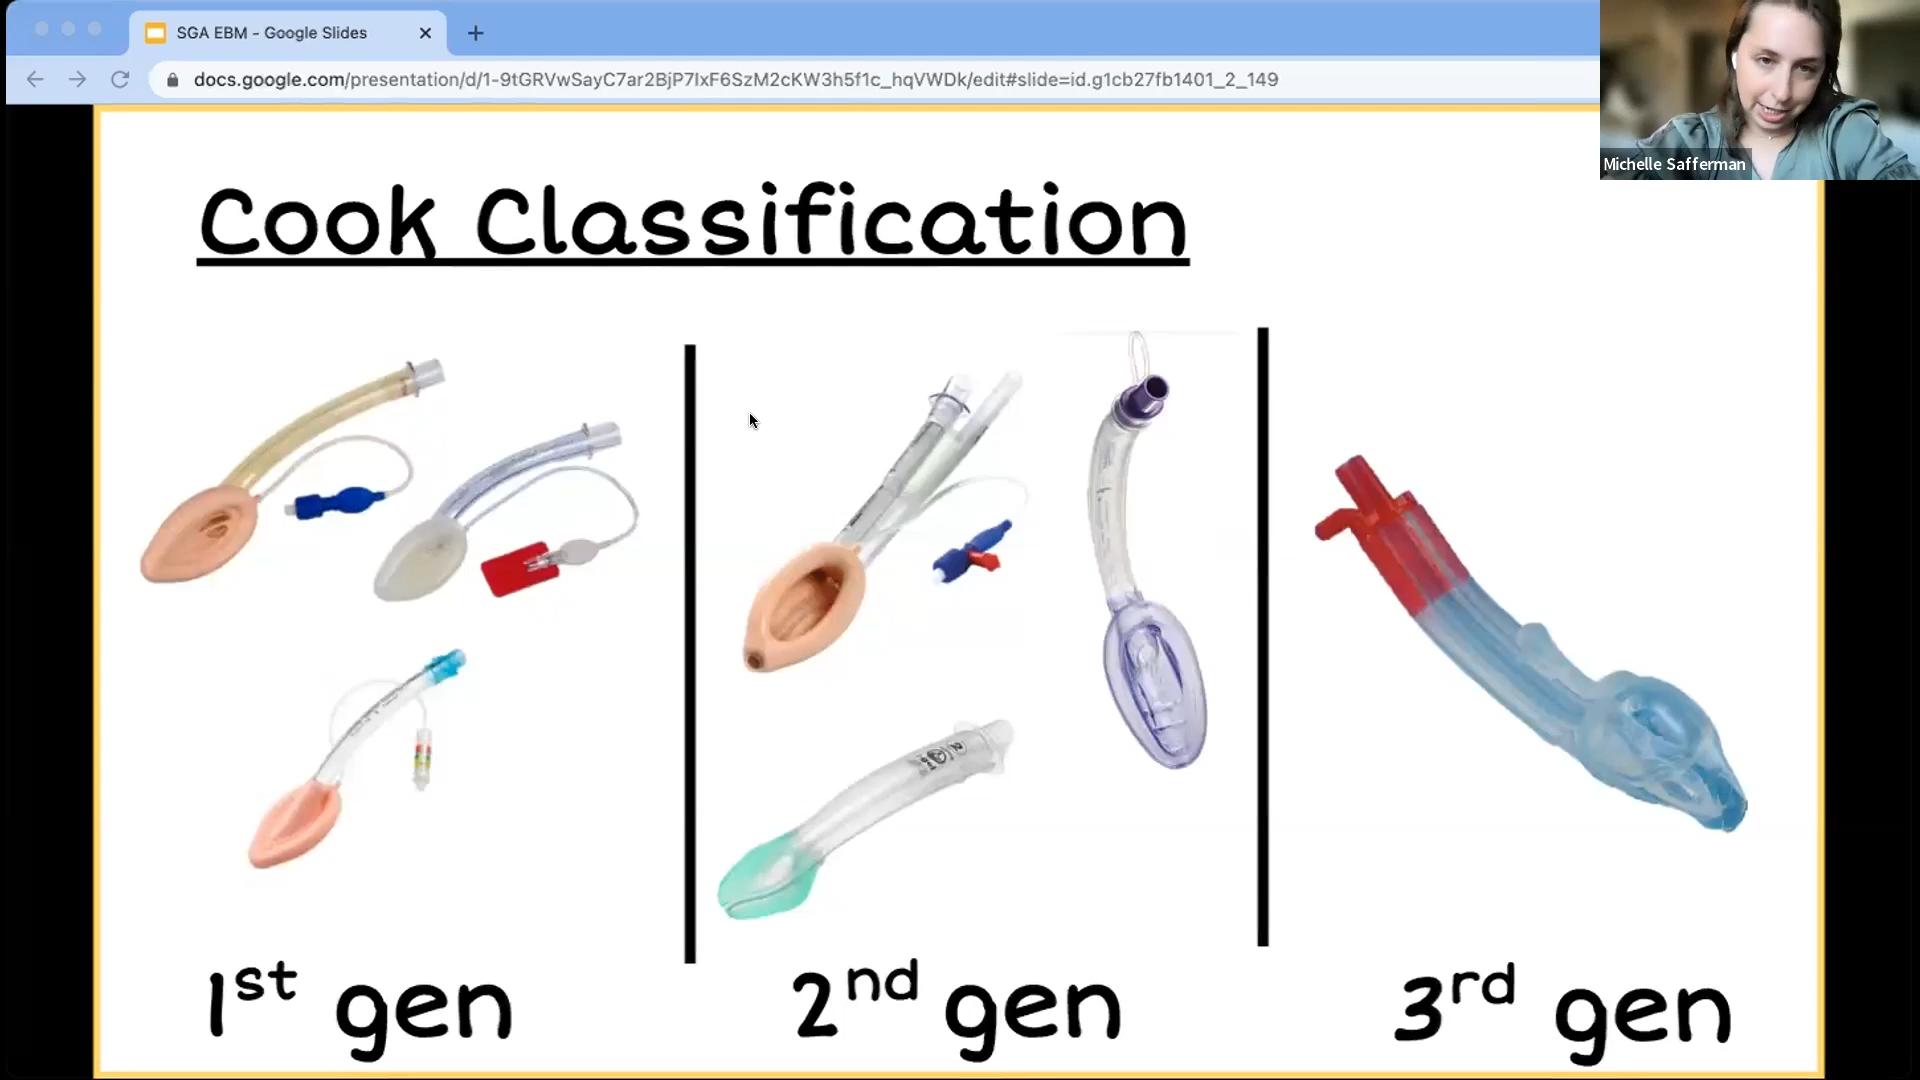 SGA EBM - Google Slides
docs.google.com/presentation/d/1-9tGRVwSayC7ar2BjP7IxF6SzM2cKW3h5f1c_hqVWDk/edit#slide=id.g1cb27fb1401_2_149
Michelle Safferman
Cook Classification
1st gen
2nd gen
3rd gen